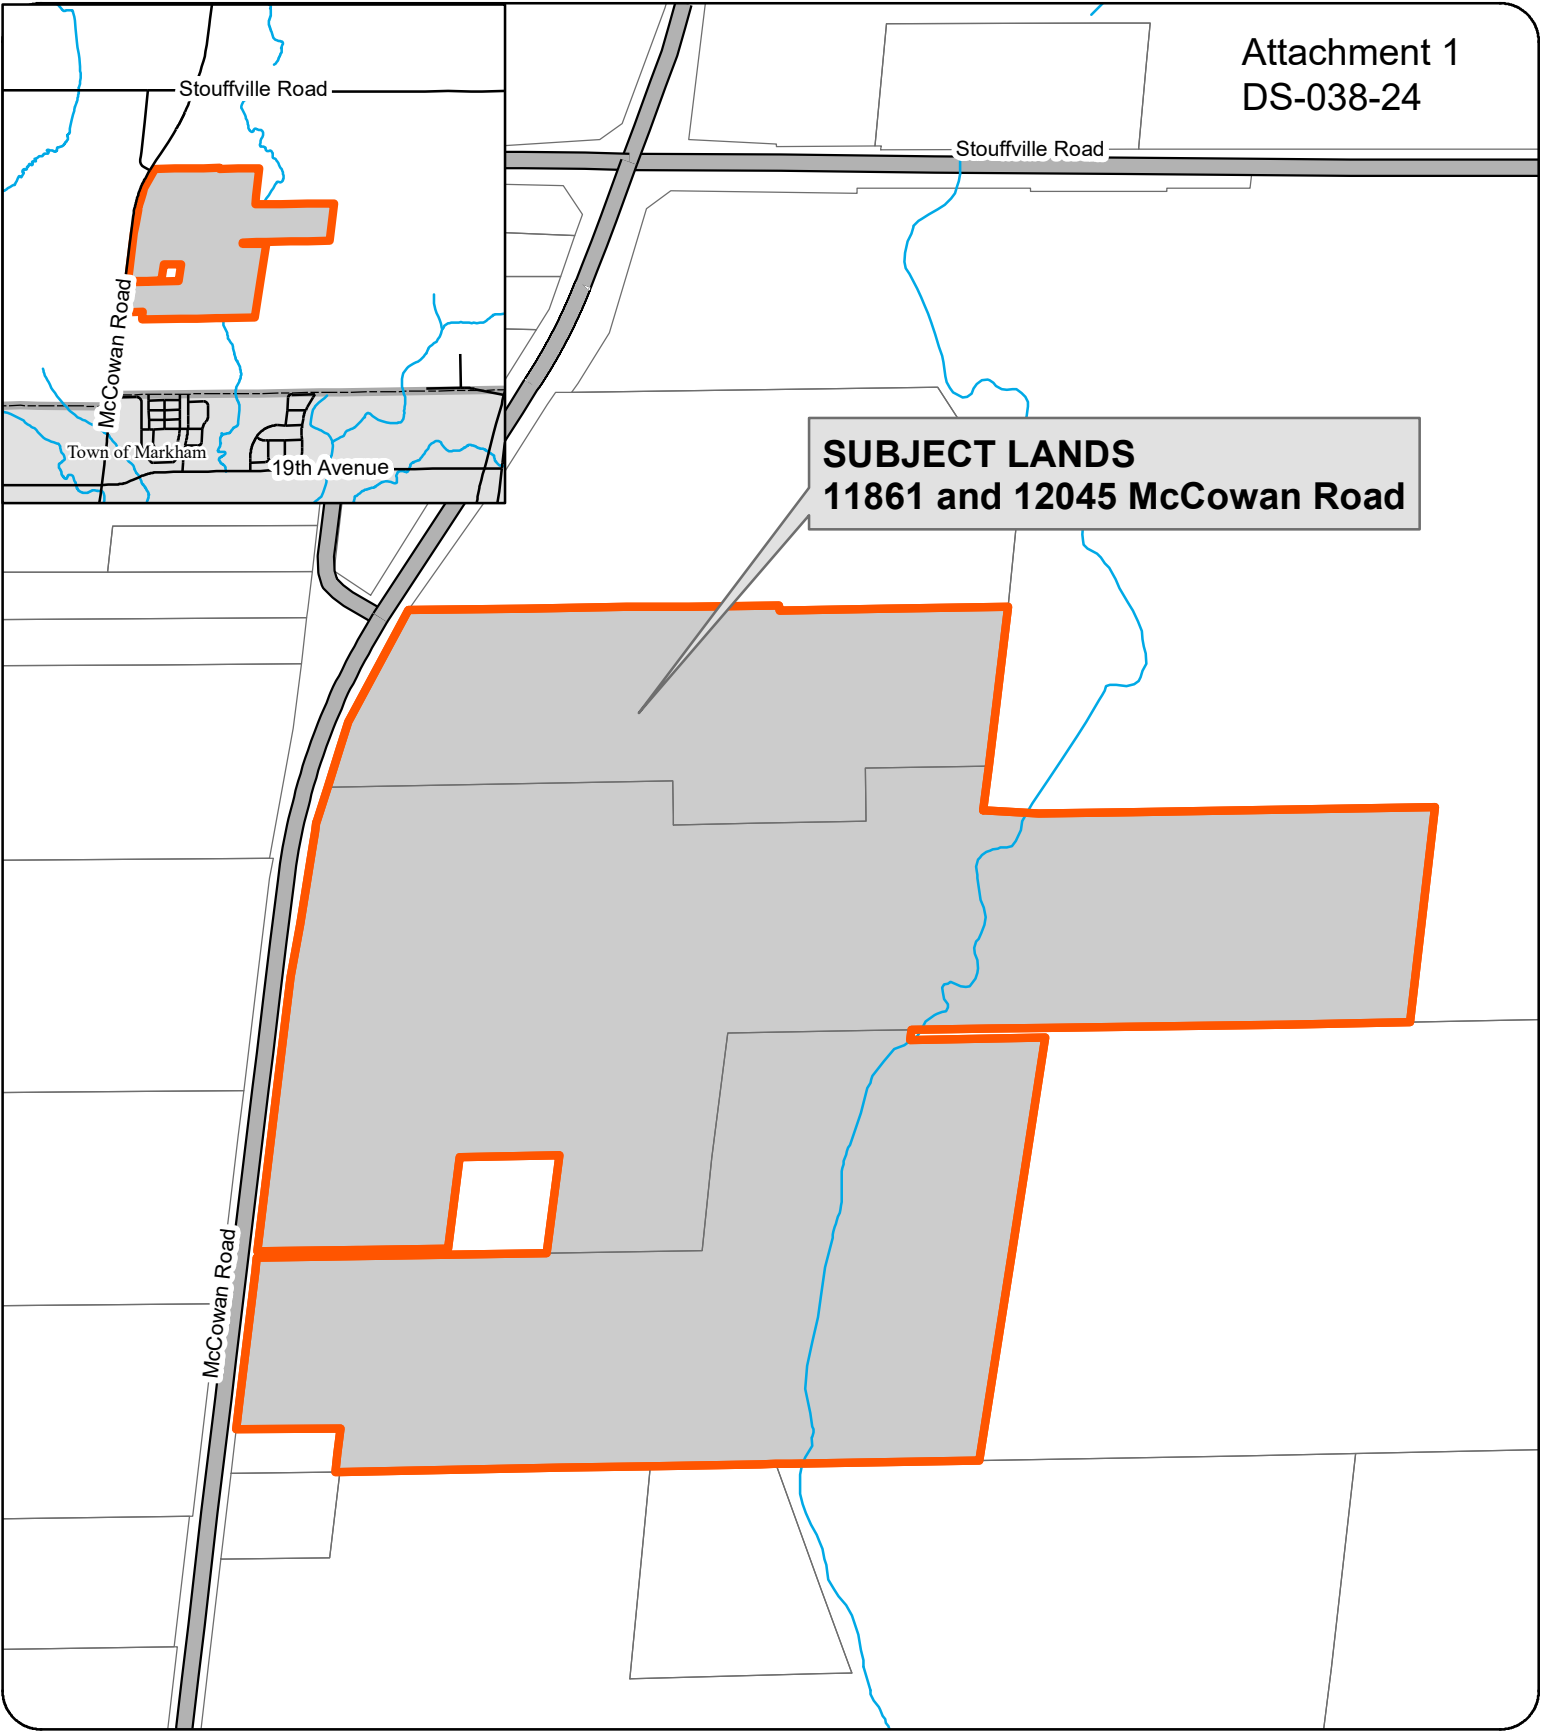 Attachment 1
DS-038-24
Stouffville Road
Stouffville Road
McCowan Road
Town of Markham
19th Avenue
SUBJECT LANDS
11861 and 12045 McCowan Road
McCowan Road